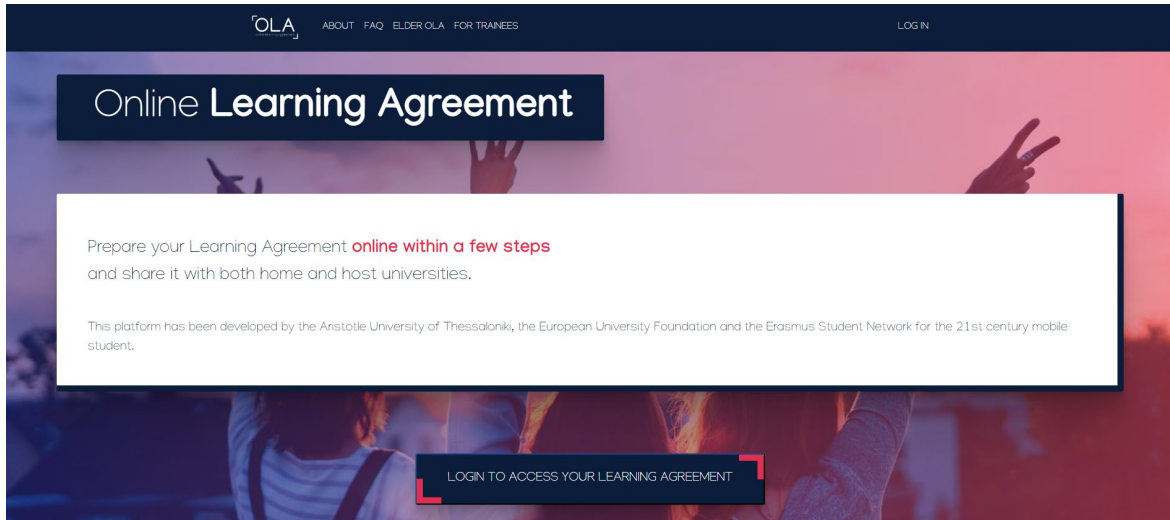 OLA
ABOUT FAQ ELDER OLA FOR TRAINEES
LOG IN
Online Learning Agreement
Prepare your Learning Agreement online within a few steps
and share it with both home and host universities.
This platform has been developed by the Aristotle University of Thessaloniki, the European University Foundation and the Erasmus Student Network for the 21st century mobile
student.
LOGIN TO ACCESS YOUR LEARNING AGREEMENT